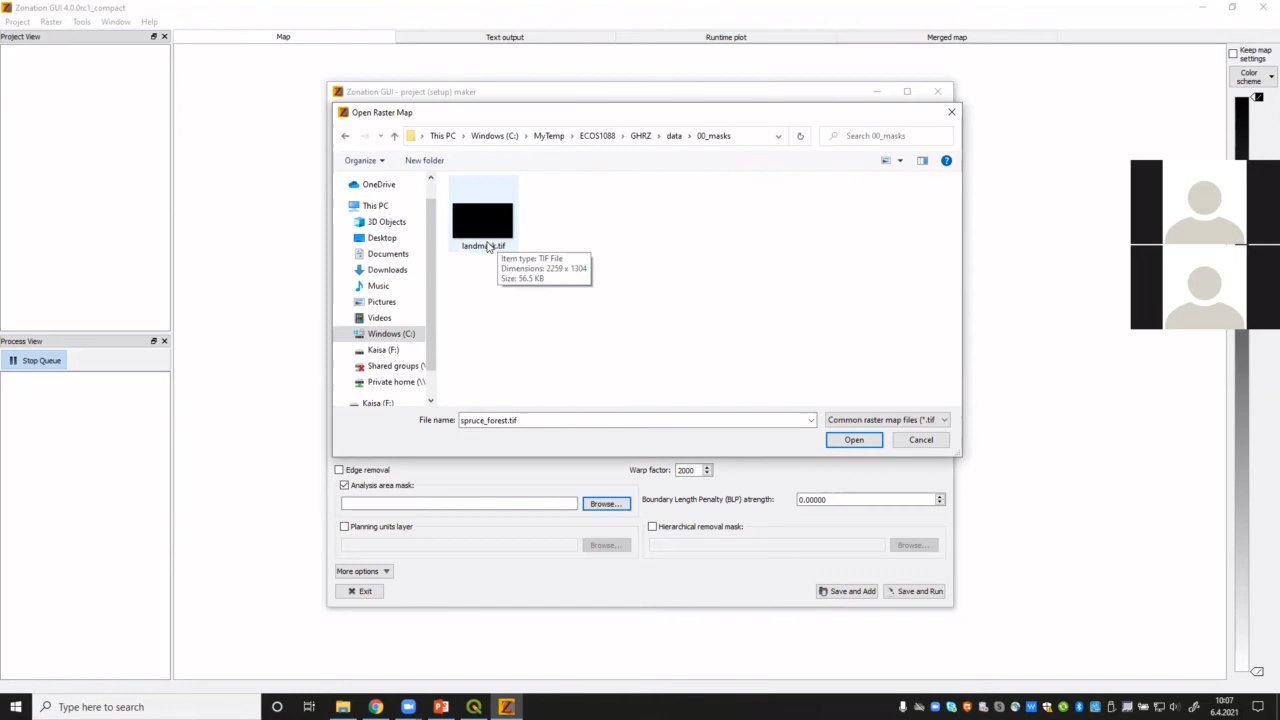 Zonation GUI 4.0.0rc1_compact
Project Raster Tools Window Help
Project View
Map
Text output
Runtime plot
Merged map
Keep map
settings
Color
scheme
Zonation GUI - project (setup) maker
Open Raster Map
This PC
Windows (C:)
MyTemp
ECOS1088
GHRZ
data
00_masks
Search 00_masks
Organize
New folder
OneDrive
This PC
3D Objects
Desktop
Documents
Downloads
Music
Pictures
Videos
Windows (C:)
Kaisa (F:)
Shared groups (\
Private home (\\
Kaisa (F:)
Item type: TIF File
Dimensions: 2259 x 1304
Size: 56.5 KB
Process View
Stop Queue
File name: spruce_forest.tif
Common raster map files (*.tif
Open
Cancel
Edge removal
Warp factor: 2000
Analysis area mask:
Browse...
Boundary Length Penalty (BLP) strength: 0.00000
Planning units layer
Hierarchical removal mask:
Browse...
Browse...
More options
Exit
Save and Add
Save and Run
Type here to search
10:07
6.4.2021